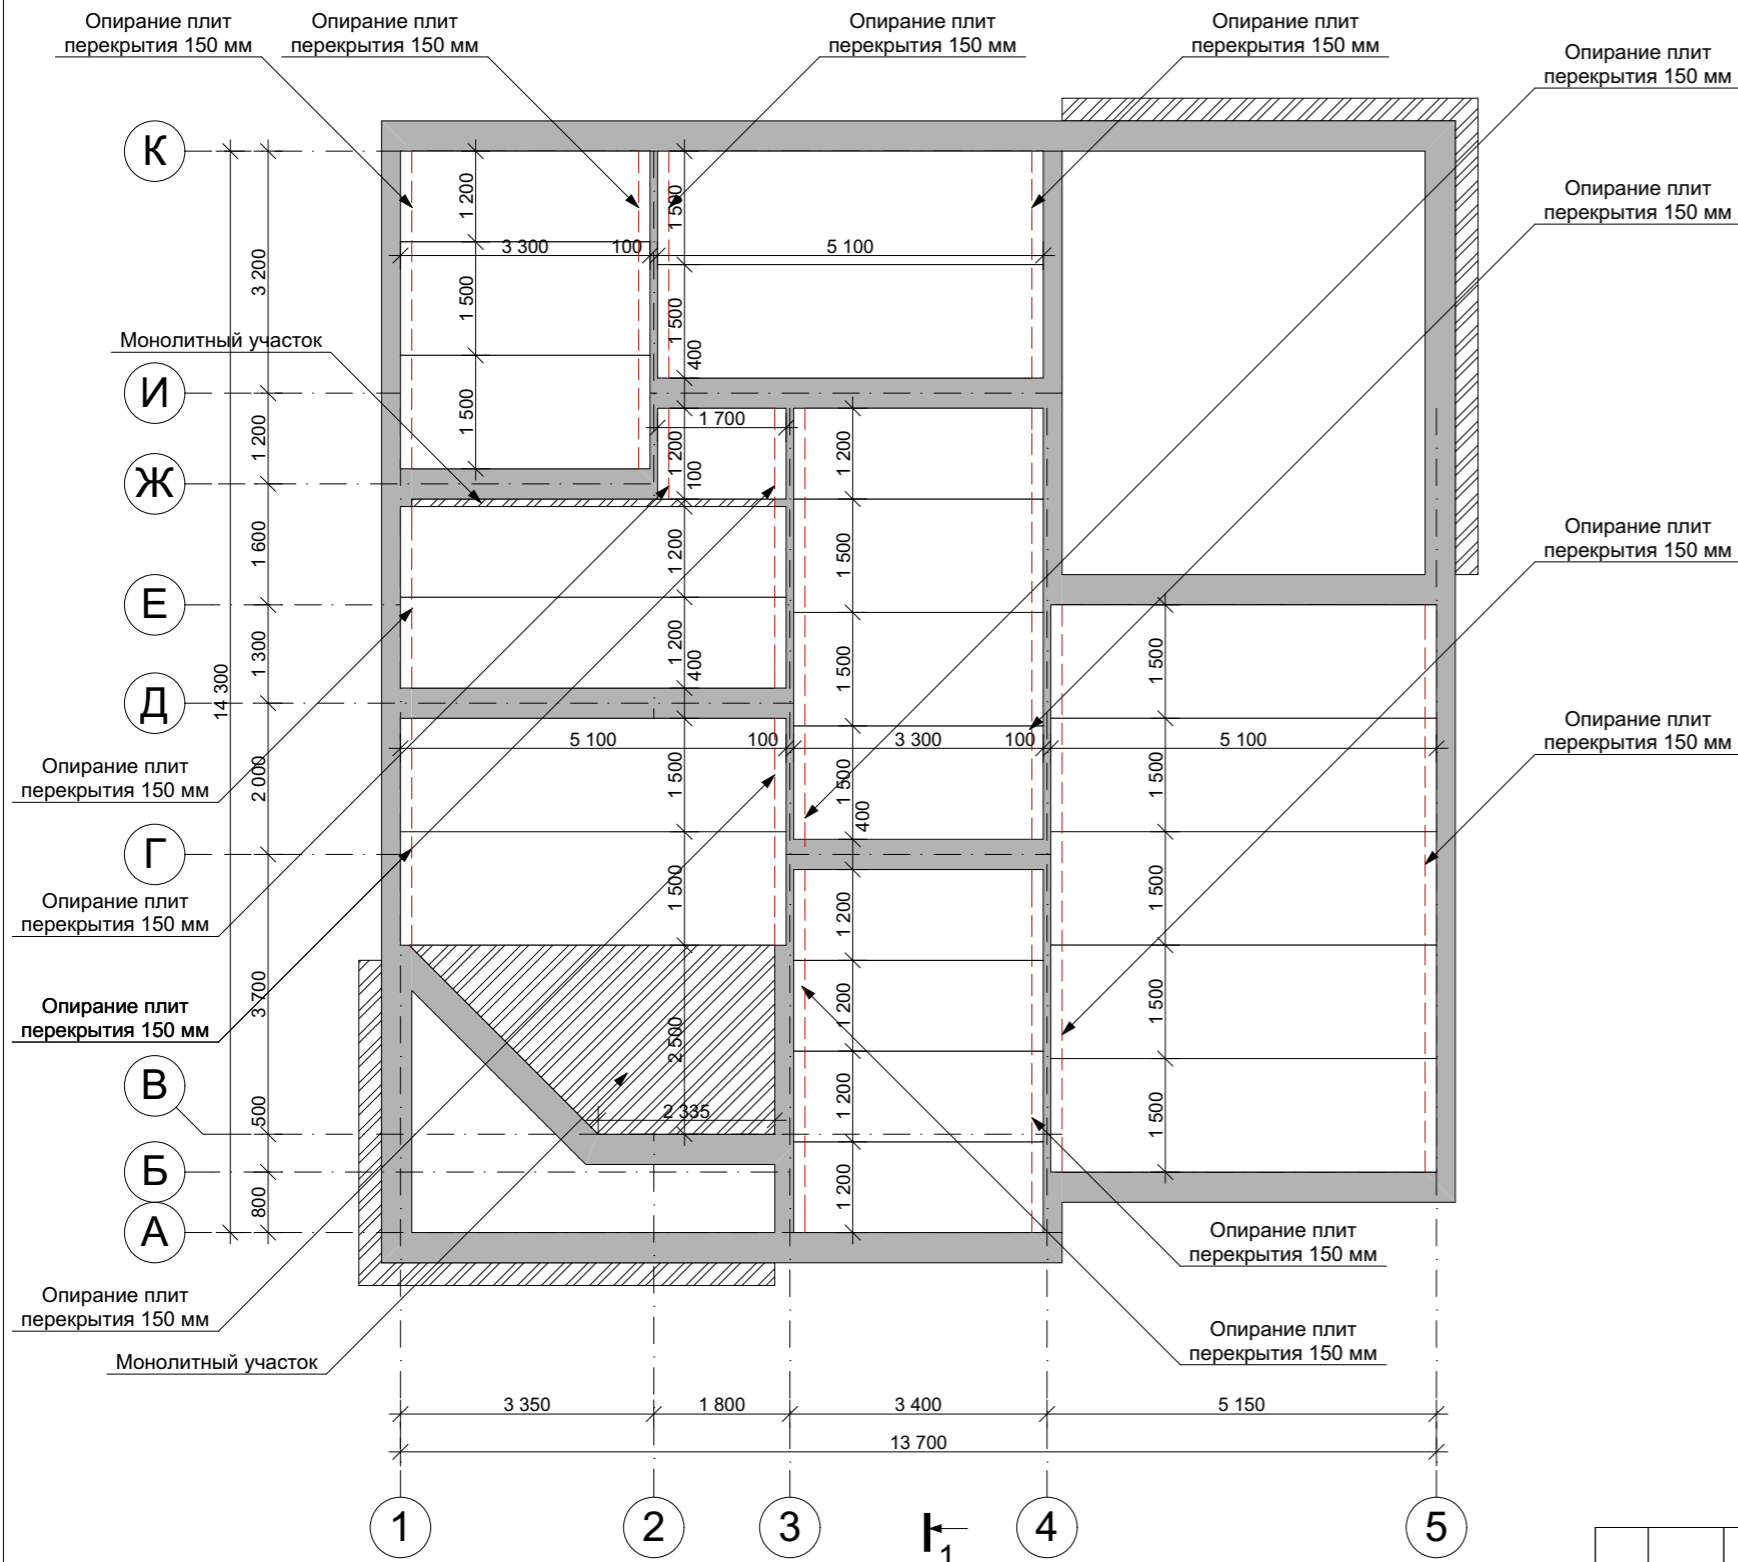 Опирание плит
перекрытия 150 мм
Опирание плит
перекрытия 150 мм
Опирание плит
перекрытия 150 мм
Опирание плит
перекрытия 150 мм
Опирание плит
перекрытия 150 мм
К
1 200
1 500
3 300
100
5 100
Опирание плит
перекрытия 150 мм
3 200
1 500
1 500
400
Монолитный участок
И
1 200
1 500
1 700
1 200
100
1 200
Ж
1 600
1 200
1 500
Опирание плит
перекрытия 150 мм
Е
1 300
1 200
400
1 500
1 500
14 300
Д
5 100
100
3 300
100
5 100
Опирание плит
перекрытия 150 мм
Опирание плит
перекрытия 150 мм
2 000
1 500
1 500
400
1 500
Г
1 500
1 200
1 500
Опирание плит
перекрытия 150 мм
Опирание плит
перекрытия 150 мм
3 700
2 500
1 200
1 500
В
500
2 335
1 200
1 500
Б
800
1 200
А
Опирание плит
перекрытия 150 мм
Опирание плит
перекрытия 150 мм
Опирание плит
перекрытия 150 мм
Монолитный участок
3 350
1 800
3 400
5 150
13 700
1
2
3
4
5
1